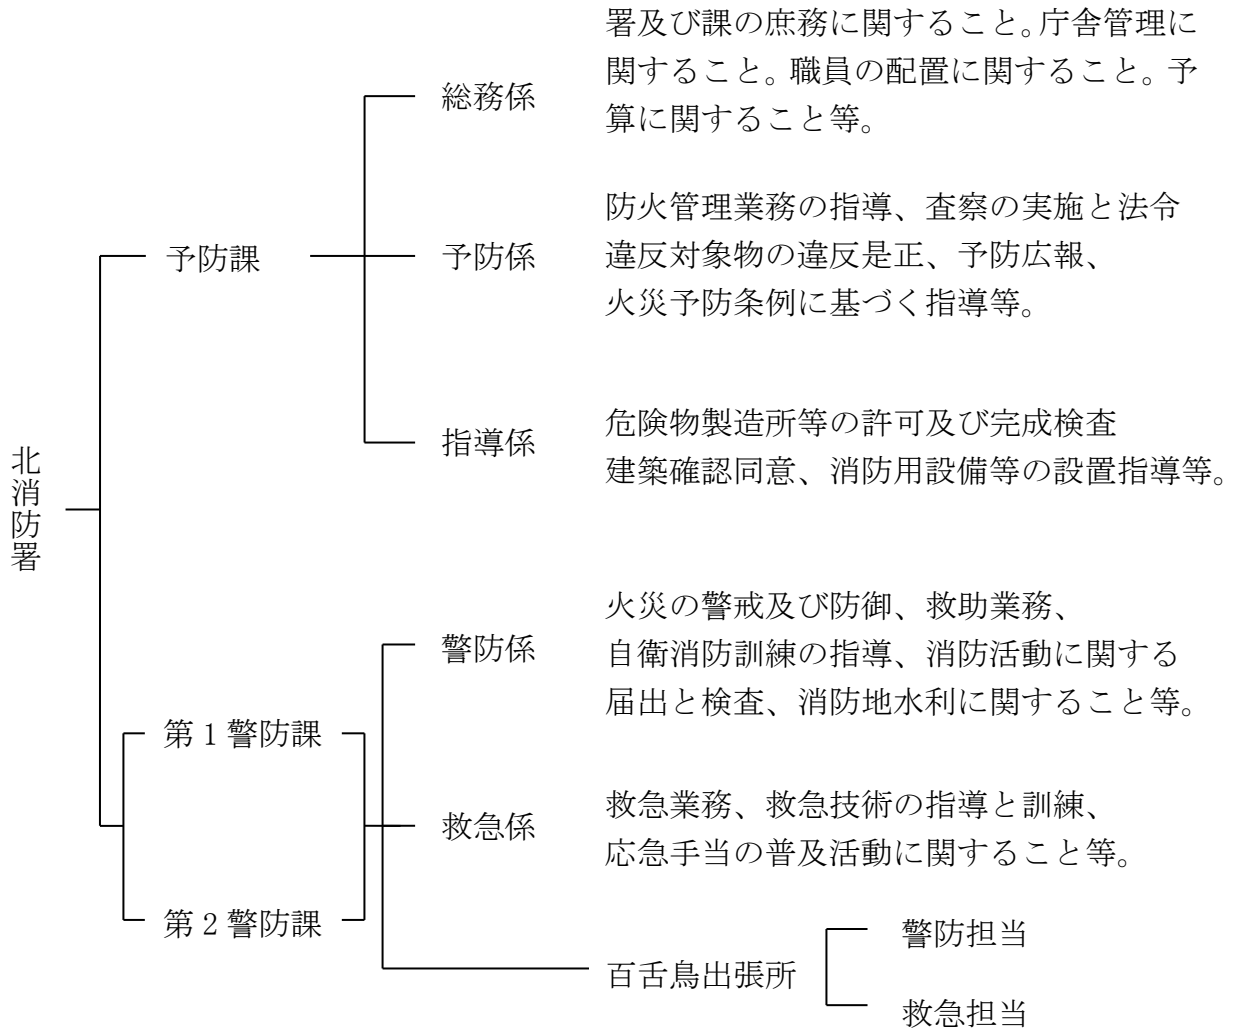 署及び課の庶務に関すること。庁舎管理に
関すること。職員の配置に関すること。予
算に関すること等。
総務係
防火管理業務の指導、査察の実施と法令
違反対象物の違反是正、予防広報、
火災予防条例に基づく指導等。
予防課
予防係
危険物製造所等の許可及び完成検査
建築確認同意、消防用設備等の設置指導等。
指導係
北消防署
火災の警戒及び防御、救助業務、
自衛消防訓練の指導、消防活動に関する
届出と検査、消防地水利に関すること等。
警防係
第1警防課
救急業務、救急技術の指導と訓練、
応急手当の普及活動に関すること等。
救急係
第2警防課
百舌鳥出張所
警防担当
救急担当